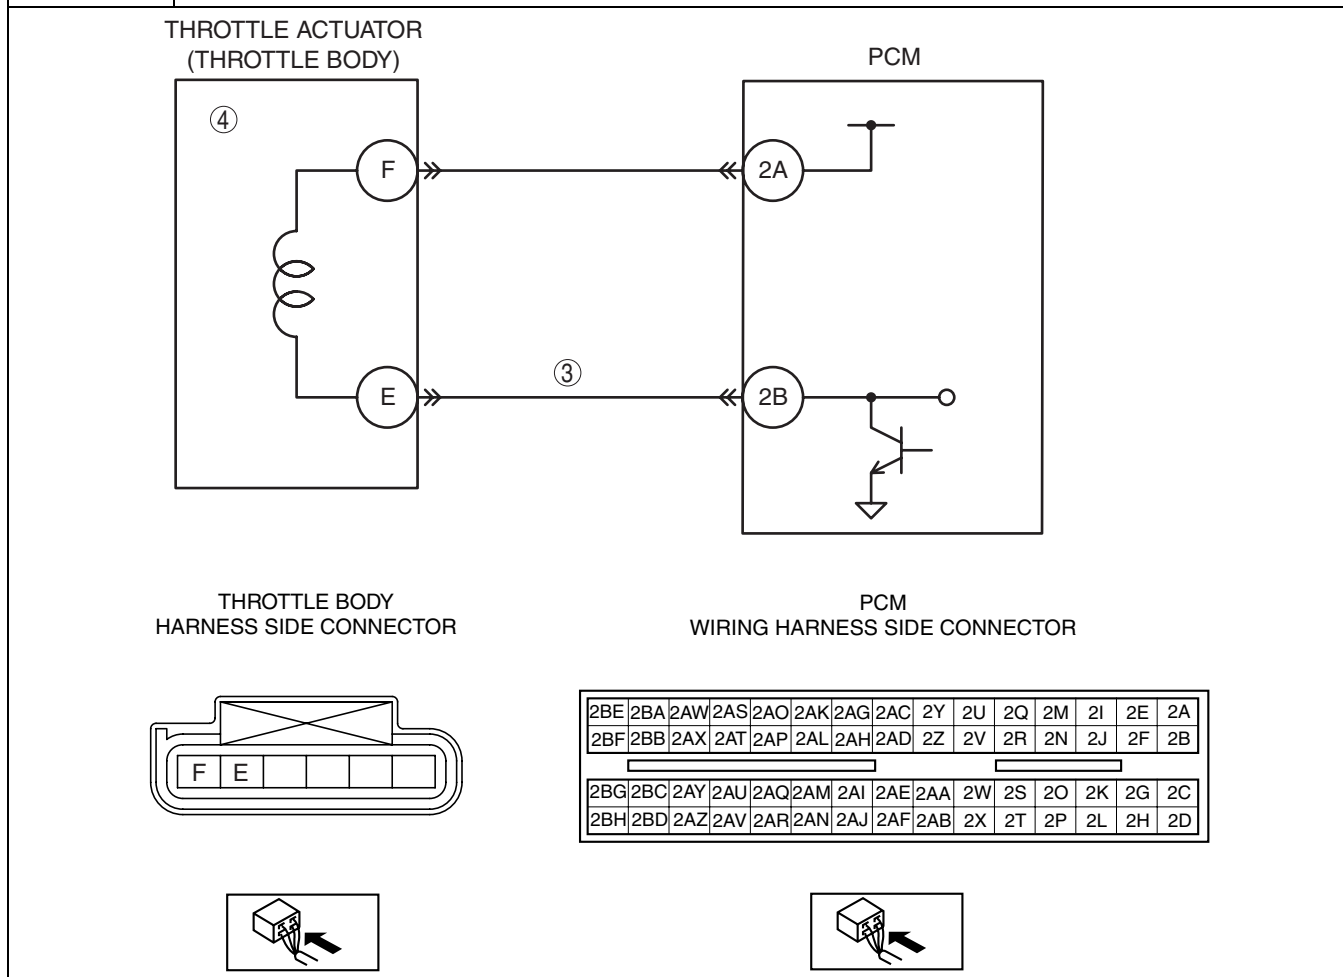 THROTTLE ACTUATOR
(THROTTLE BODY)
PCM
④
F
2A
③
E
2B
THROTTLE BODY
HARNESS SIDE CONNECTOR
PCM
WIRING HARNESS SIDE CONNECTOR
F E
2BE 2BA 2AW 2AS 2AO 2AK 2AG 2AC 2Y 2U 2Q 2M 2I 2E 2A
2BF 2BB 2AX 2AT 2AP 2AL 2AH 2AD 2Z 2V 2R 2N 2J 2F 2B
2BG 2BC 2AY 2AU 2AQ 2AM 2AI 2AE 2AA 2W 2S 2O 2K 2G 2C
2BH 2BD 2AZ 2AV 2AR 2AN 2AJ 2AF 2AB 2X 2T 2P 2L 2H 2D